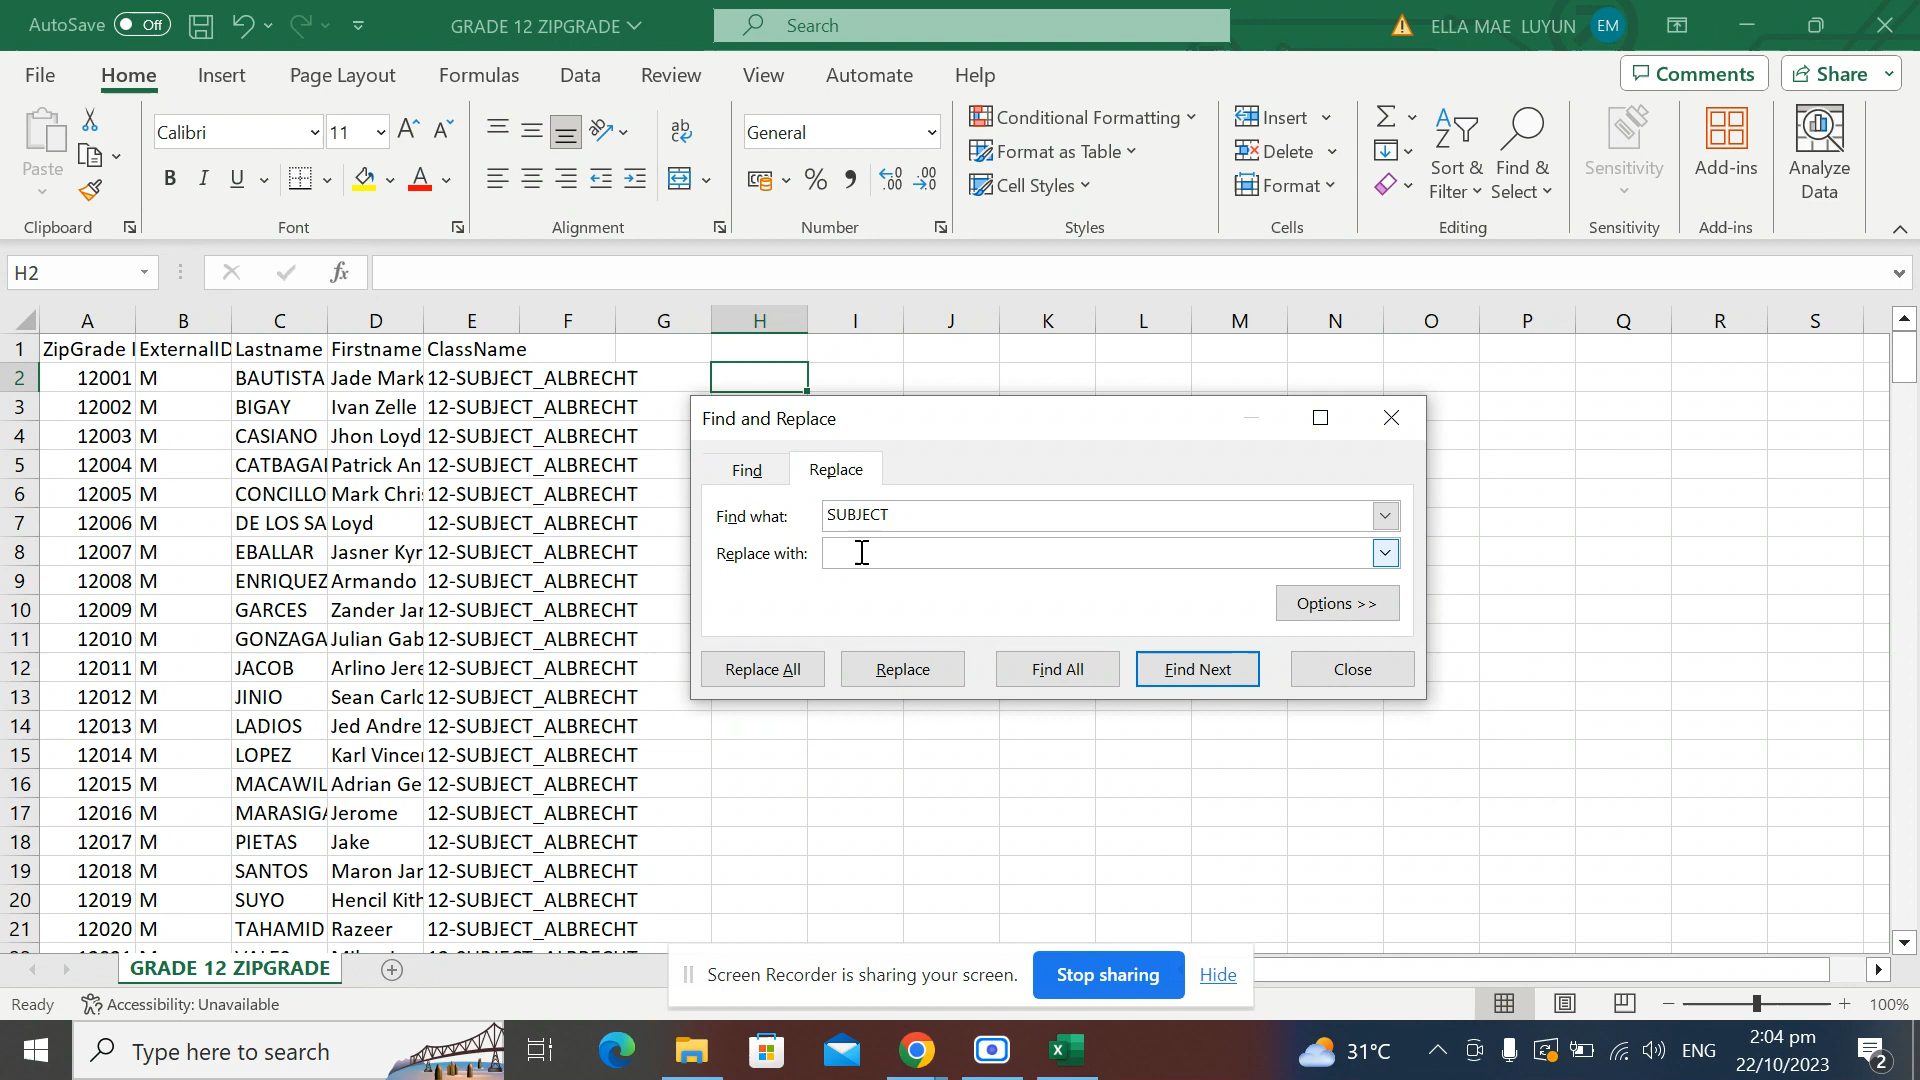 AutoSave Off GRADE 12 ZIPGRADE Search ELLA MAE LUYUN EM
File Home Insert Page Layout Formulas Data Review View Automate Help Comments Share
Paste Calibri 11 General Conditional Formatting Insert
Format as Table Delete
Cell Styles Format
B I U % Sort & Filter Find & Select Sensitivity Add-ins Analyze Data
Clipboard Font Alignment Number Styles Cells Editing Sensitivity Add-ins
H2 fx
A B C D E F G H I J K L M N O P Q R S
1 ZipGrade I ExternalID Lastname Firstname ClassName
2 12001 M BAUTISTA Jade Mark 12-SUBJECT_ALBRECHT
3 12002 M BIGAY Ivan Zelle 12-SUBJECT_ALBRECHT
4 12003 M CASIANO Jhon Loyd 12-SUBJECT_ALBRECHT
5 12004 M CATBAGAI Patrick An 12-SUBJECT_ALBRECHT
6 12005 M CONCILLO Mark Chri 12-SUBJECT_ALBRECHT
7 12006 M DE LOS SA Loyd 12-SUBJECT_ALBRECHT
8 12007 M EBALLAR Jasner Kyr 12-SUBJECT_ALBRECHT
9 12008 M ENRIQUEZ Armando 12-SUBJECT_ALBRECHT
10 12009 M GARCES Zander Jar 12-SUBJECT_ALBRECHT
11 12010 M GONZAGA Julian Gab 12-SUBJECT_ALBRECHT
12 12011 M JACOB Arlino Jere 12-SUBJECT_ALBRECHT
13 12012 M JINIO Sean Carlo 12-SUBJECT_ALBRECHT
14 12013 M LADIOS Jed Andre 12-SUBJECT_ALBRECHT
15 12014 M LOPEZ Karl Vince 12-SUBJECT_ALBRECHT
16 12015 M MACAWIL Adrian Ge 12-SUBJECT_ALBRECHT
17 12016 M MARASIGA Jerome 12-SUBJECT_ALBRECHT
18 12017 M PIETAS Jake 12-SUBJECT_ALBRECHT
19 12018 M SANTOS Maron Jar 12-SUBJECT_ALBRECHT
20 12019 M SUYO Hencil Kith 12-SUBJECT_ALBRECHT
21 12020 M TAHAMID Razeer 12-SUBJECT_ALBRECHT
Find and Replace
Find Replace
Find what: SUBJECT
Replace with:
Options >>
Replace All Replace Find All Find Next Close
GRADE 12 ZIPGRADE
Screen Recorder is sharing your screen. Stop sharing Hide
Ready Accessibility: Unavailable 100%
Type here to search 31°C ENG 2:04 pm
22/10/2023 2